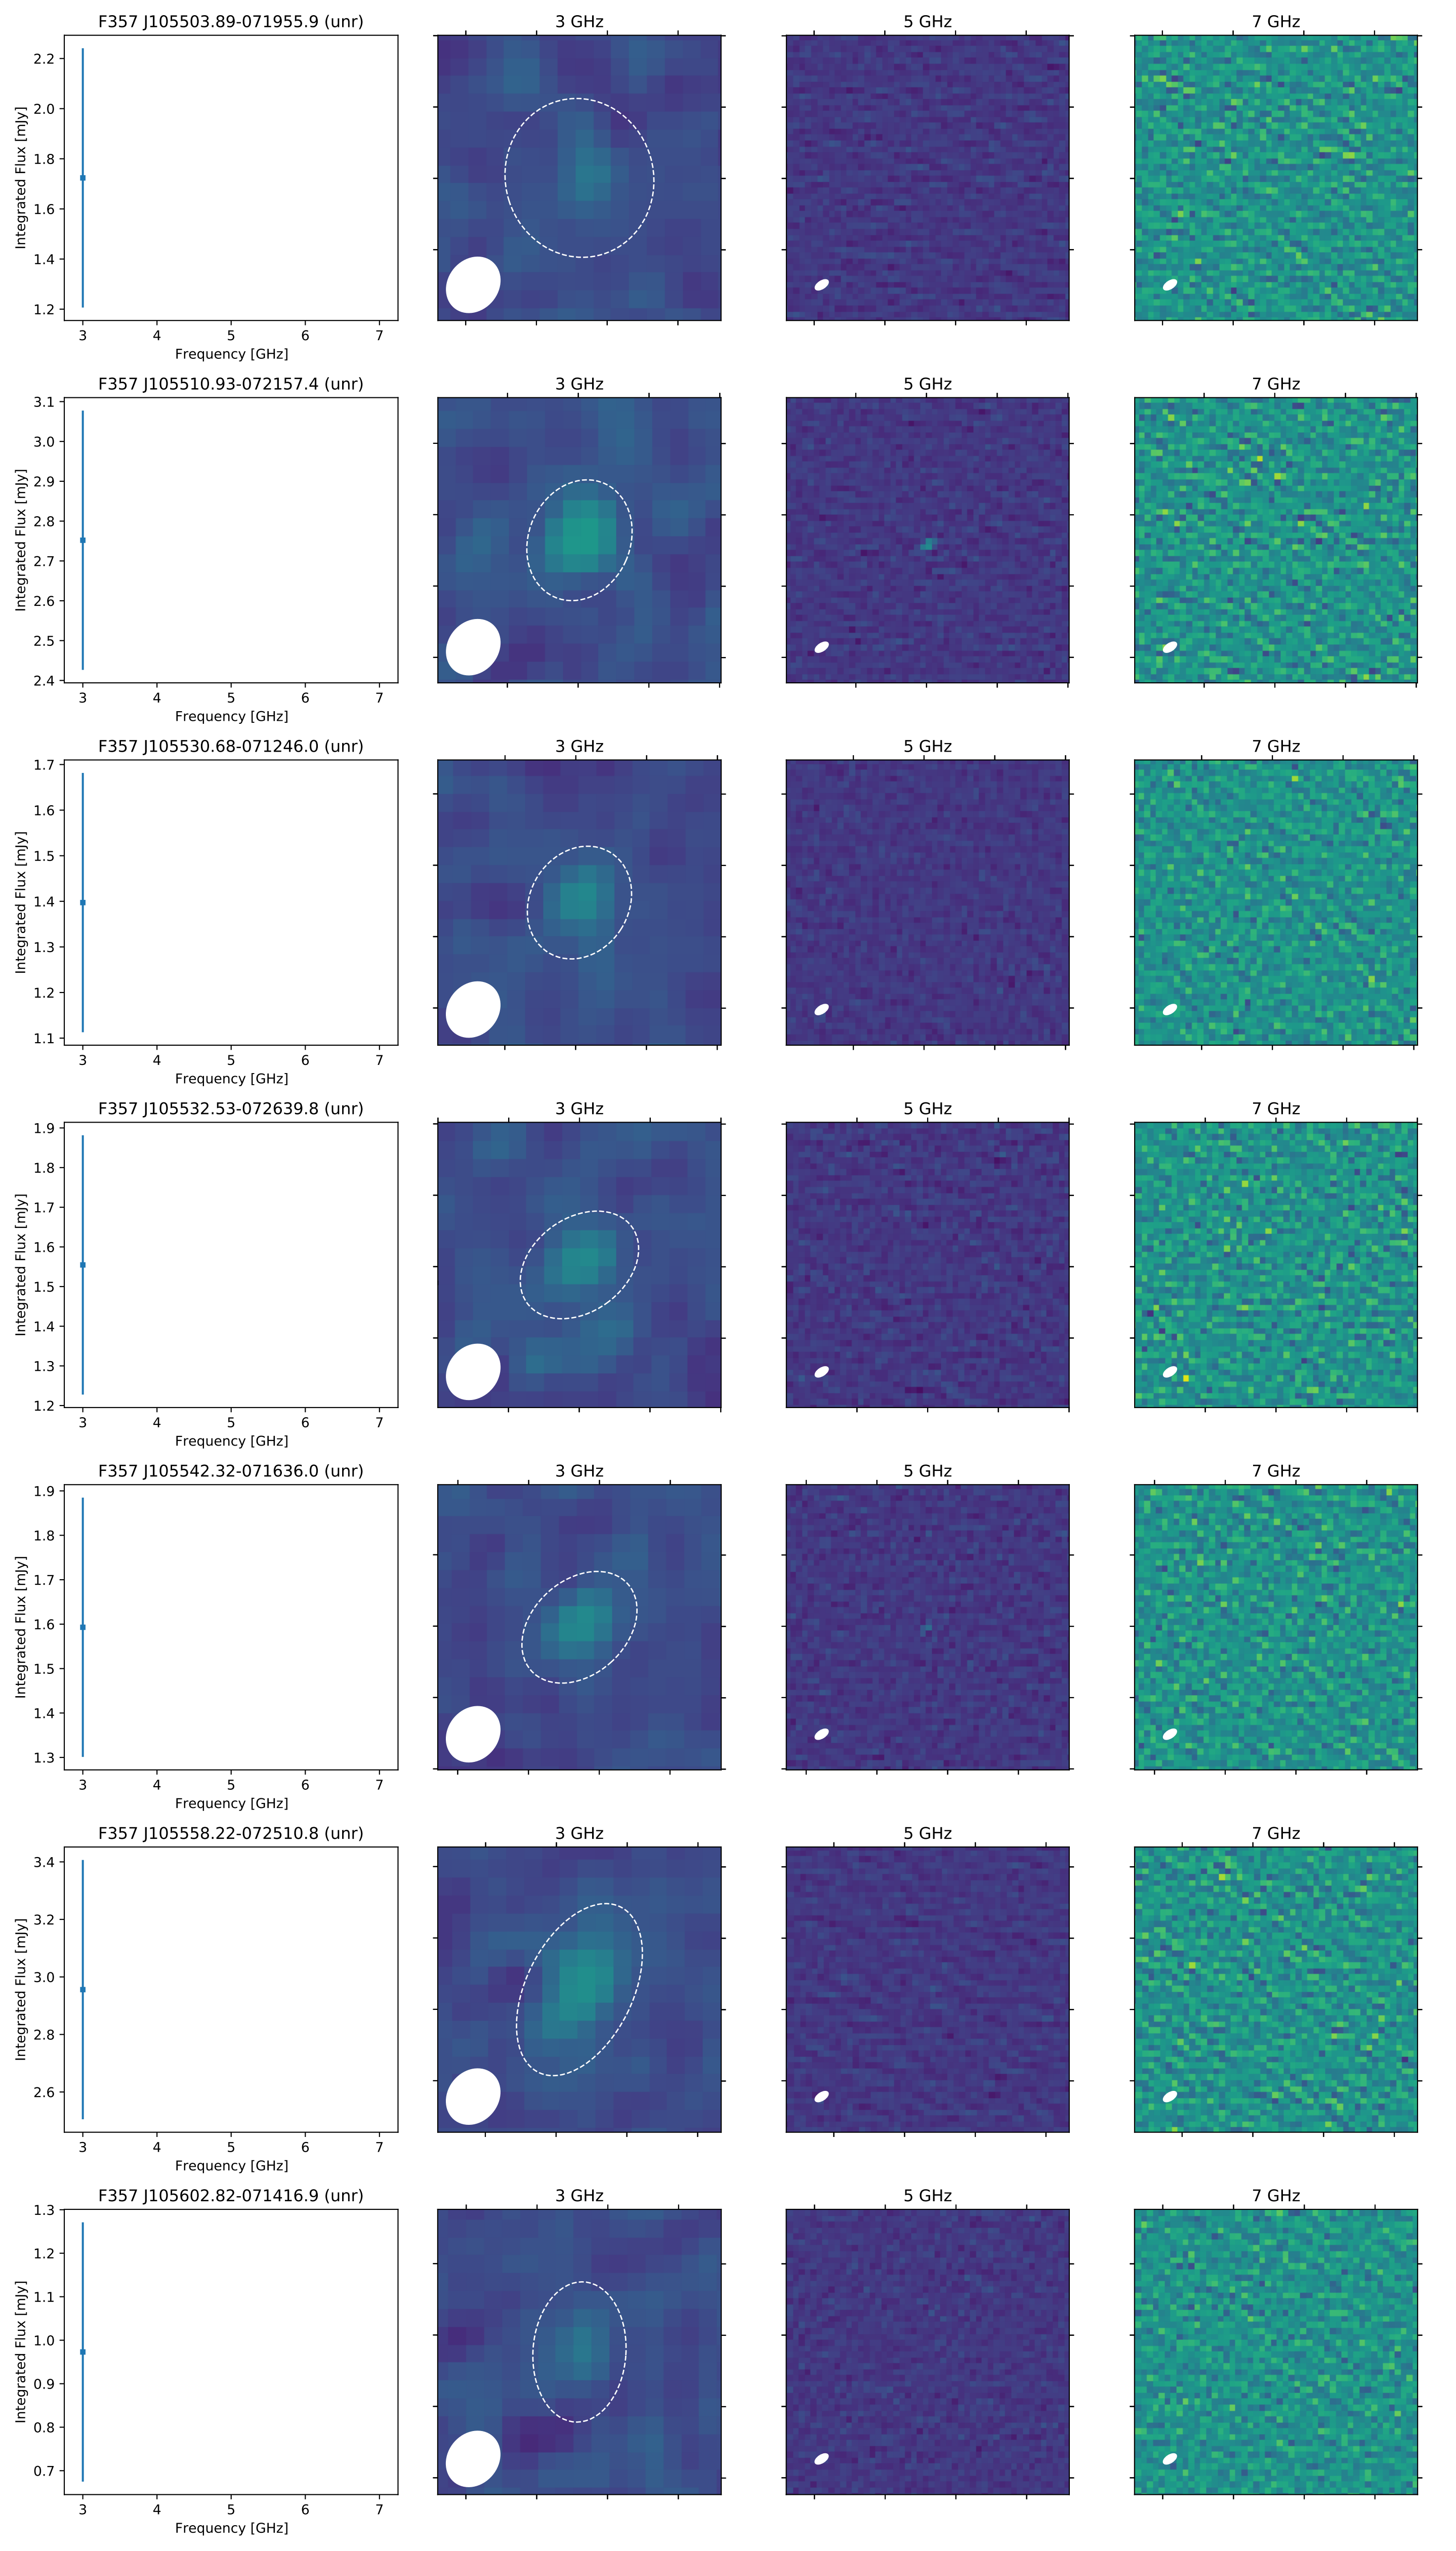 F357 J105503.89-071955.9 (unr) 3 GHz 5 GHz 7 GHz
Integrated Flux [mJy]
2.2
2.0
1.8
1.6
1.4
1.2
3 4 5 6 7
Frequency [GHz]
F357 J105510.93-072157.4 (unr) 3 GHz 5 GHz 7 GHz
Integrated Flux [mJy]
3.1
3.0
2.9
2.8
2.7
2.6
2.5
2.4
3 4 5 6 7
Frequency [GHz]
F357 J105530.68-071246.0 (unr) 3 GHz 5 GHz 7 GHz
Integrated Flux [mJy]
1.7
1.6
1.5
1.4
1.3
1.2
1.1
3 4 5 6 7
Frequency [GHz]
F357 J105532.53-072639.8 (unr) 3 GHz 5 GHz 7 GHz
Integrated Flux [mJy]
1.9
1.8
1.7
1.6
1.5
1.4
1.3
1.2
3 4 5 6 7
Frequency [GHz]
F357 J105542.32-071636.0 (unr) 3 GHz 5 GHz 7 GHz
Integrated Flux [mJy]
1.9
1.8
1.7
1.6
1.5
1.4
1.3
3 4 5 6 7
Frequency [GHz]
F357 J105558.22-072510.8 (unr) 3 GHz 5 GHz 7 GHz
Integrated Flux [mJy]
3.4
3.2
3.0
2.8
2.6
3 4 5 6 7
Frequency [GHz]
F357 J105602.82-071416.9 (unr) 3 GHz 5 GHz 7 GHz
Integrated Flux [mJy]
1.3
1.2
1.1
1.0
0.9
0.8
0.7
3 4 5 6 7
Frequency [GHz]